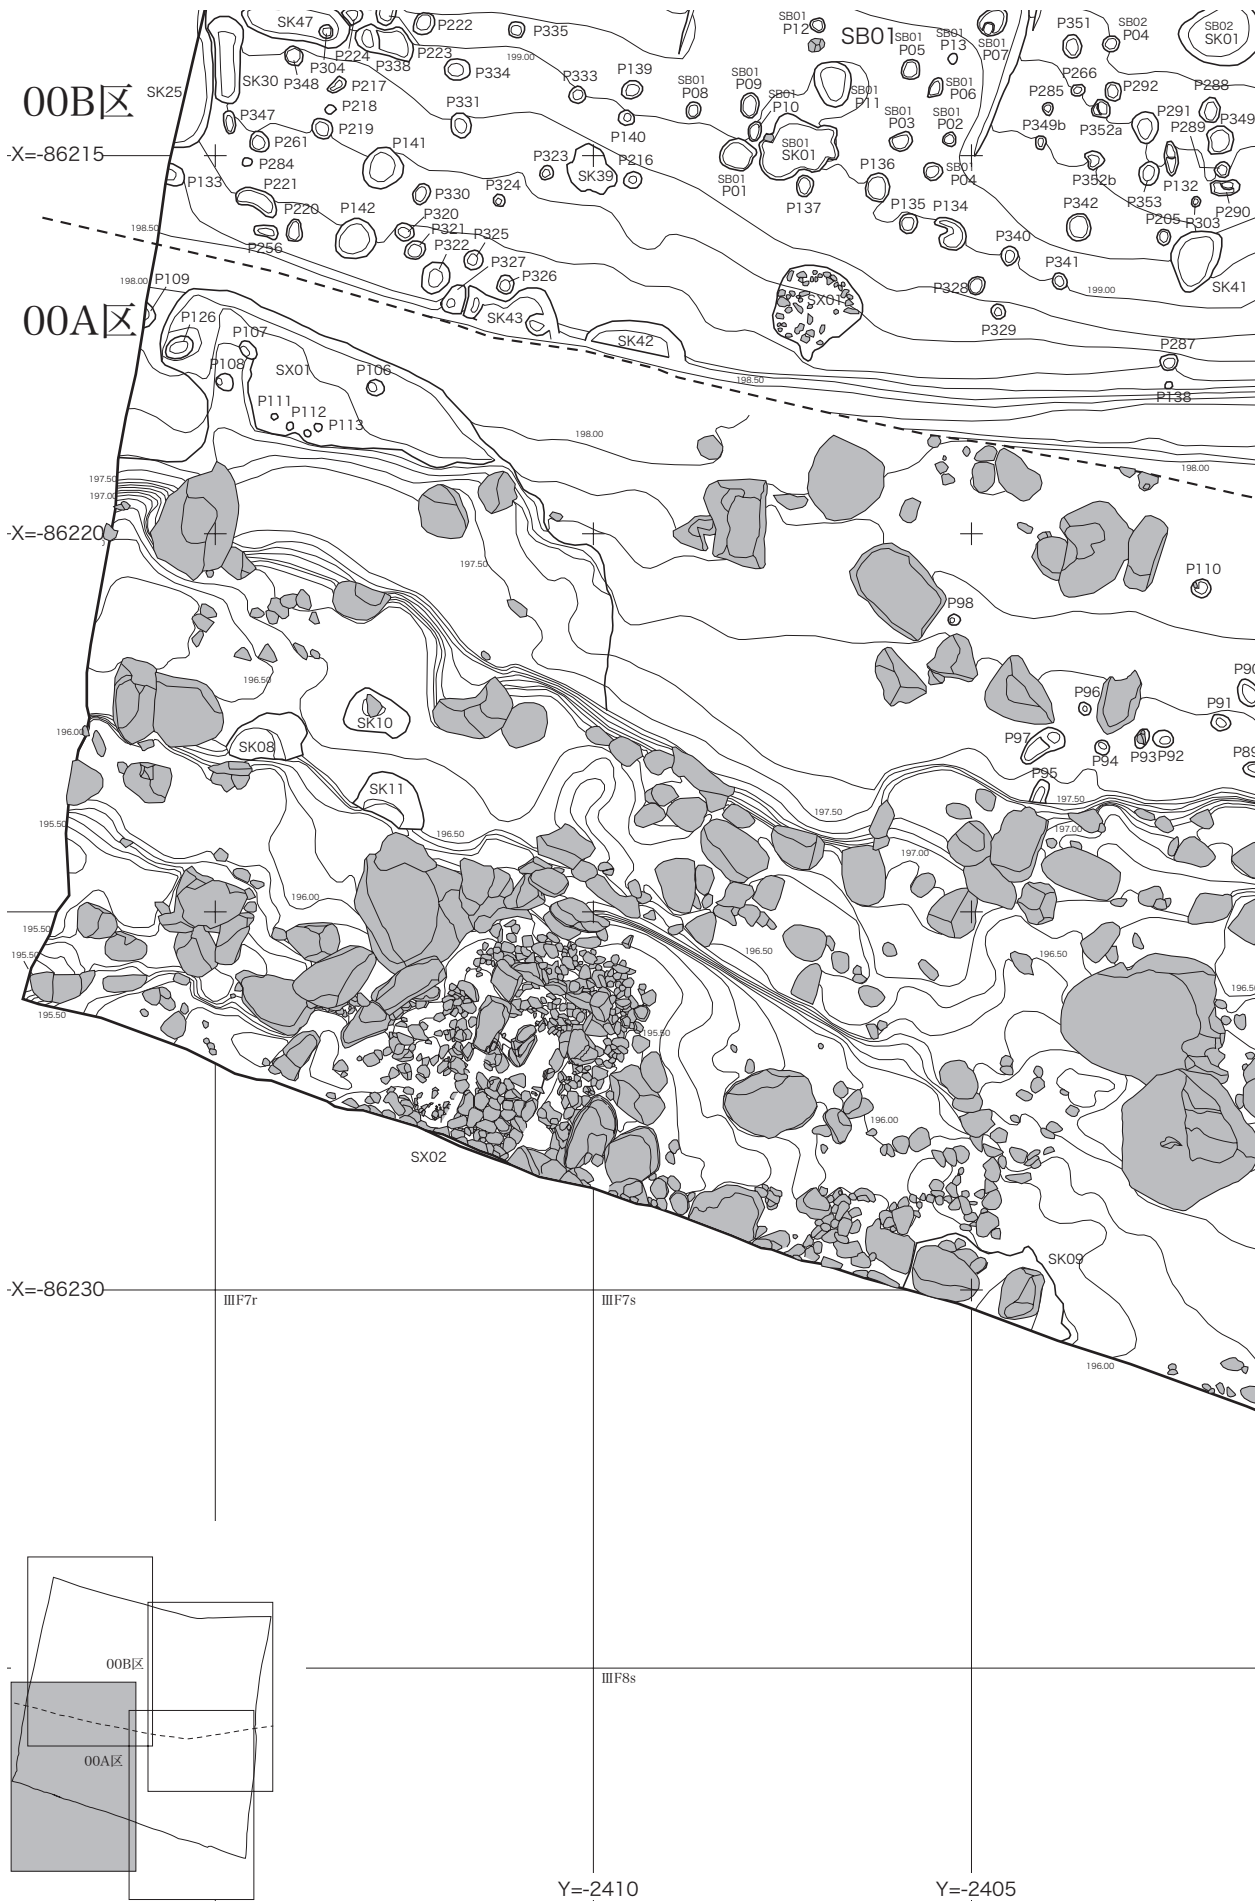 SK47
P222
P335
SB01
P12
SB01
SB01
P05
SB01
P13
SB01
P07
P351
SB02
P04
SB02
SK01
P304
P224
P338
P223
199.00
P348
P334
P217
SK30
SK25
00B区
P333
P139
SB01
P08
SB01
P09
SB01
P10
SB01
P11
SB01
P06
P266
P292
P288
P285
P218
P347
P219
P331
P140
SB01
P03
SB01
P02
P349b
P352a
P291
P289
P349
P261
P141
-X=-86215
P284
P323
P216
SK39
SB01
SK01
P136
SB01
P04
SB01
P01
P352b
P133
P221
P330
P324
P137
P353
P132
P290
P220
P142
P320
P321
P135
P134
P342
P205
P303
198.50
P256
P322
P325
P340
P327
P326
P341
198.00
P109
P328
199.00
SK41
SX01
00A区
P126
SK43
SK42
P329
P107
P287
P108
SX01
P106
198.50
P138
P111
P112
P113
198.00
198.00
197.50
197.00
-X=-86220
197.50
P110
P98
196.50
P90
P96
P91
SK10
196.00
SK08
P97
P94
P93
P92
P89
P95
SK11
197.50
197.50
195.50
196.50
197.00
197.00
196.00
195.50
196.50
196.50
195.50
196.50
195.50
195.50
196.00
SX02
SK09
-X=-86230
ⅢF7r
ⅢF7s
196.00
00B区
ⅢF8s
00A区
Y=-2410
Y=-2405